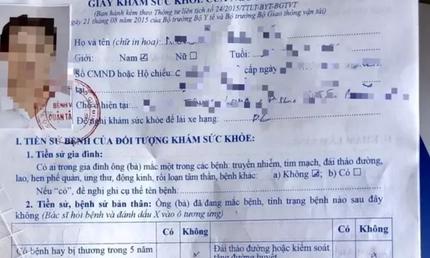 GIẤY KHÁM SỨC KHỎE CỦA
(Ban hành kèm theo Thông tư liên tịch số 24/2015/TTLT-BYT-BGTVT
ngày 21 tháng 08 năm 2015 của Bộ trưởng Bộ Y tế và Bộ trưởng Bộ Giao thông vận tải)
Họ và tên (chữ in hoa)
Giới: Nam ☑ Nữ ☐ Tuổi:
Số CMND hoặc Hộ chiếu: cấp ngày
tại
Chỗ ở hiện tại:
Đề nghị khám sức khỏe để lái xe hạng:
BỆNH V
QUÂN TÂ
I. TIỀN SỬ BỆNH CỦA ĐỐI TƯỢNG KHÁM SỨC KHỎE:
1. Tiền sử gia đình:
Có ai trong gia đình ông (bà) mắc một trong các bệnh: truyền nhiễm, tim mạch, đái tháo đường,
lao, hen phế quản, ung thư, động kinh, rối loạn tâm thần, bệnh khác: a) Không ☑; b) Có ☐
Nếu "có", đề nghị ghi cụ thể tên bệnh:
2. Tiền sử, bệnh sử bản thân: Ông (bà) đã mắc bệnh, tình trạng bệnh nào sau đây
không (Bác sĩ hỏi bệnh và đánh dấu X vào ô tương ứng)
Có Không Có Không
Có bệnh hay bị thương trong 5 năm Đái tháo đường hoặc kiểm soát
tăng đường huyết